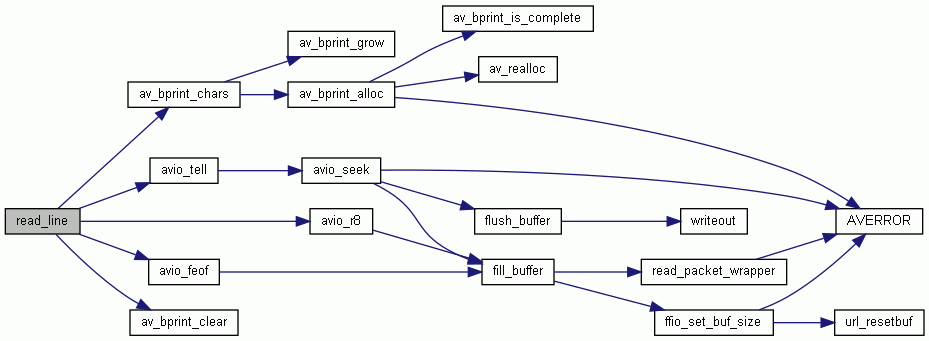 av_bprint_is_complete
av_bprint_grow
av_realloc
av_bprint_chars
av_bprint_alloc
avio_tell
avio_seek
read_line
avio_r8
flush_buffer
writeout
AVERROR
avio_feof
fill_buffer
read_packet_wrapper
av_bprint_clear
ffio_set_buf_size
url_resetbuf